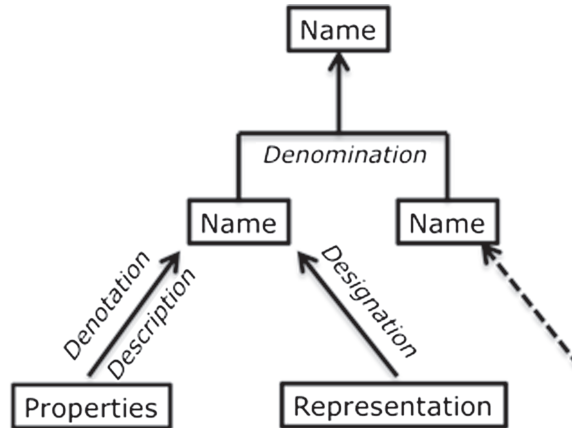 Name
Denomination
Name
Name
Denotation
Description
Designation
Properties
Representation